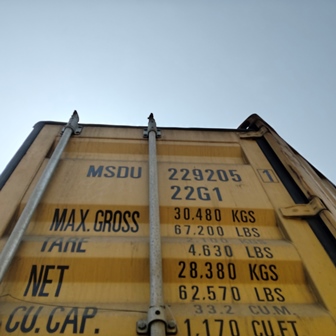 MSDU 229205 1
22G1
MAX.GROSS 30.480 KGS
67.200 LBS
TARE
4.630 LBS
NET 28.380 KGS
62.570 LBS
CU.CAP. 33.2 CU.M.
1.170 CU.FT.